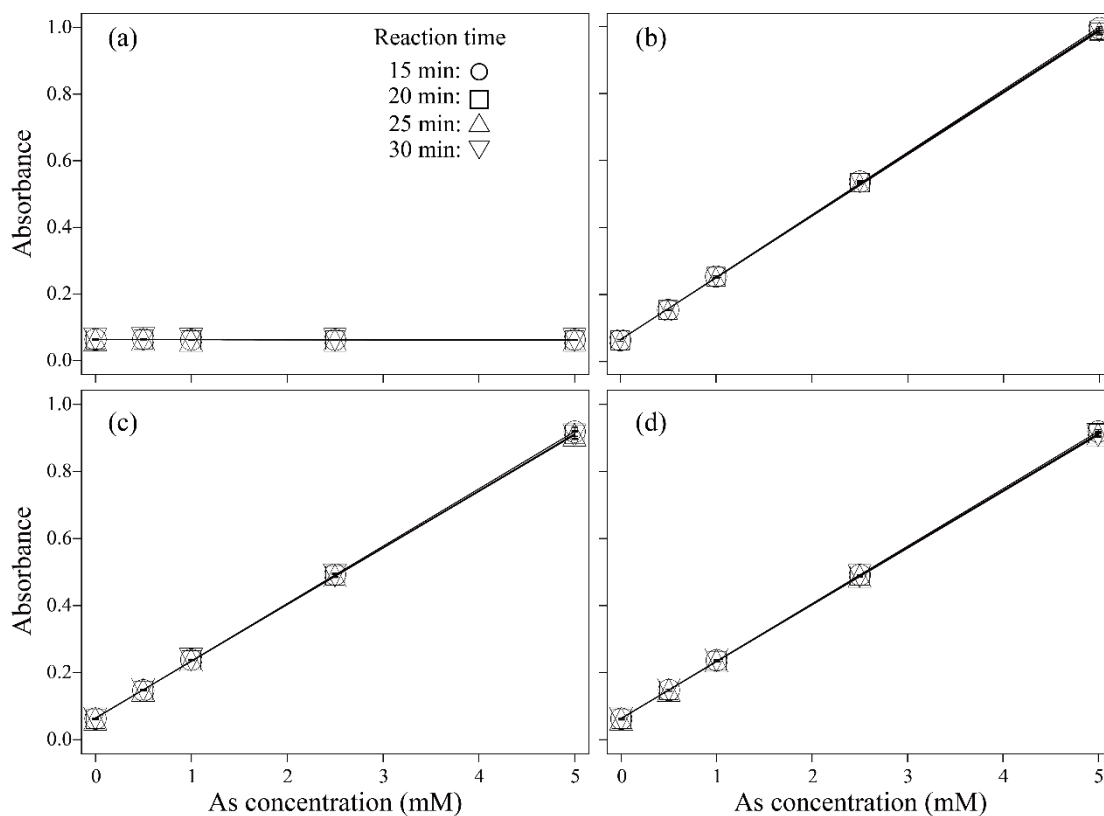 (a)
Reaction time
15 min:
20 min:
25 min:
30 min:
(b)
1.0
0.8
0.6
0.4
0.2
0.0
Absorbance
(c)
(d)
1.0
0.8
0.6
0.4
0.2
0.0
Absorbance
0 1 2 3 4 5
0 1 2 3 4 5
As concentration (mM)
As concentration (mM)